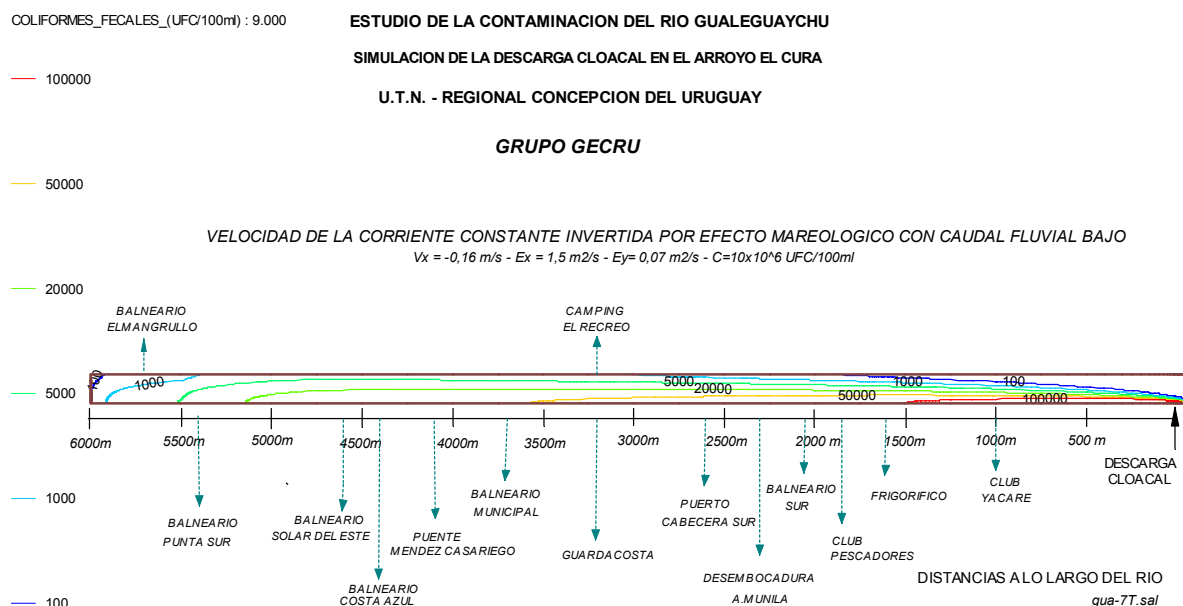 COLIFORMES_FECALES_(UFC/100ml) : 9.000
ESTUDIO DE LA CONTAMINACION DEL RIO GUALEGUAYCHU
SIMULACION DE LA DESCARGA CLOACAL EN EL ARROYO EL CURA
U.T.N. - REGIONAL CONCEPCION DEL URUGUAY
GRUPO GECRU
100000
50000
20000
5000
1000
100
VELOCIDAD DE LA CORRIENTE CONSTANTE INVERTIDA POR EFECTO MAREOLOGICO CON CAUDAL FLUVIAL BAJO
Vx = -0,16 m/s - Ex = 1,5 m2/s - Ey= 0,07 m2/s - C=10x10^6 UFC/100ml
BALNEARIO
ELMANGRULLO
CAMPING
EL RECREO
1000
5000
20000
50000
1000
100
100000
6000m
5500m
5000m
4500m
4000m
3500m
3000m
2500m
2000 m
1500m
1000m
500 m
DESCARGA
CLOACAL
BALNEARIO
PUNTA SUR
BALNEARIO
SOLAR DEL ESTE
BALNEARIO
COSTA AZUL
PUENTE
MENDEZ CASARIEGO
BALNEARIO
MUNICIPAL
GUARDACOSTA
PUERTO
CABECERA SUR
DESEMBOCADURA
A.MUNILA
BALNEARIO
SUR
CLUB
PESCADORES
FRIGORIFICO
CLUB
YACARE
DISTANCIAS A LO LARGO DEL RIO
gua-7T.sal